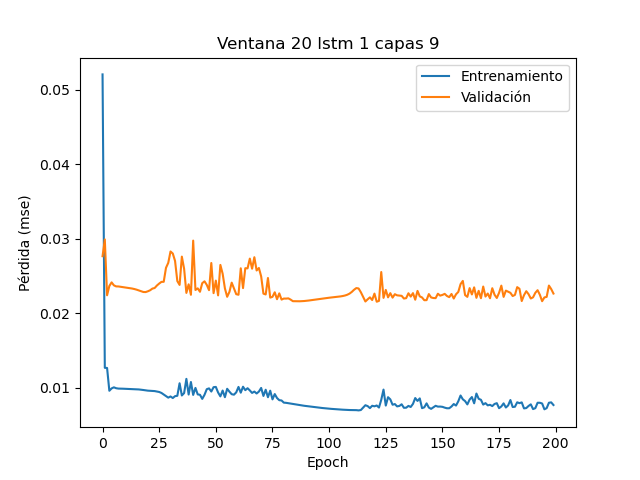 Ventana 20 lstm 1 capas 9
Entrenamiento
Validación
0.05
0.04
0.03
0.02
0.01
Pérdida (mse)
0 25 50 75 100 125 150 175 200
Epoch